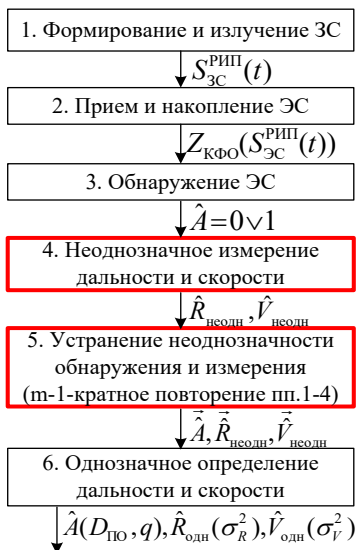 1. Формирование и излучение ЗС
S_ЗС^РИП(t)
2. Прием и накопление ЭС
Z_КФО(S_ЭС^РИП(t))
3. Обнаружение ЭС
Â=0∨1
4. Неоднозначное измерение
дальности и скорости
R̂_неодн, V̂_неодн
5. Устранение неоднозначности
обнаружения и измерения
(m-1-кратное повторение пп.1-4)
Â⃗, R̂⃗_неодн, V̂⃗_неодн
6. Однозначное определение
дальности и скорости
Â(D_ПО, q), R̂_одн(σ_R^2), V̂_одн(σ_V^2)